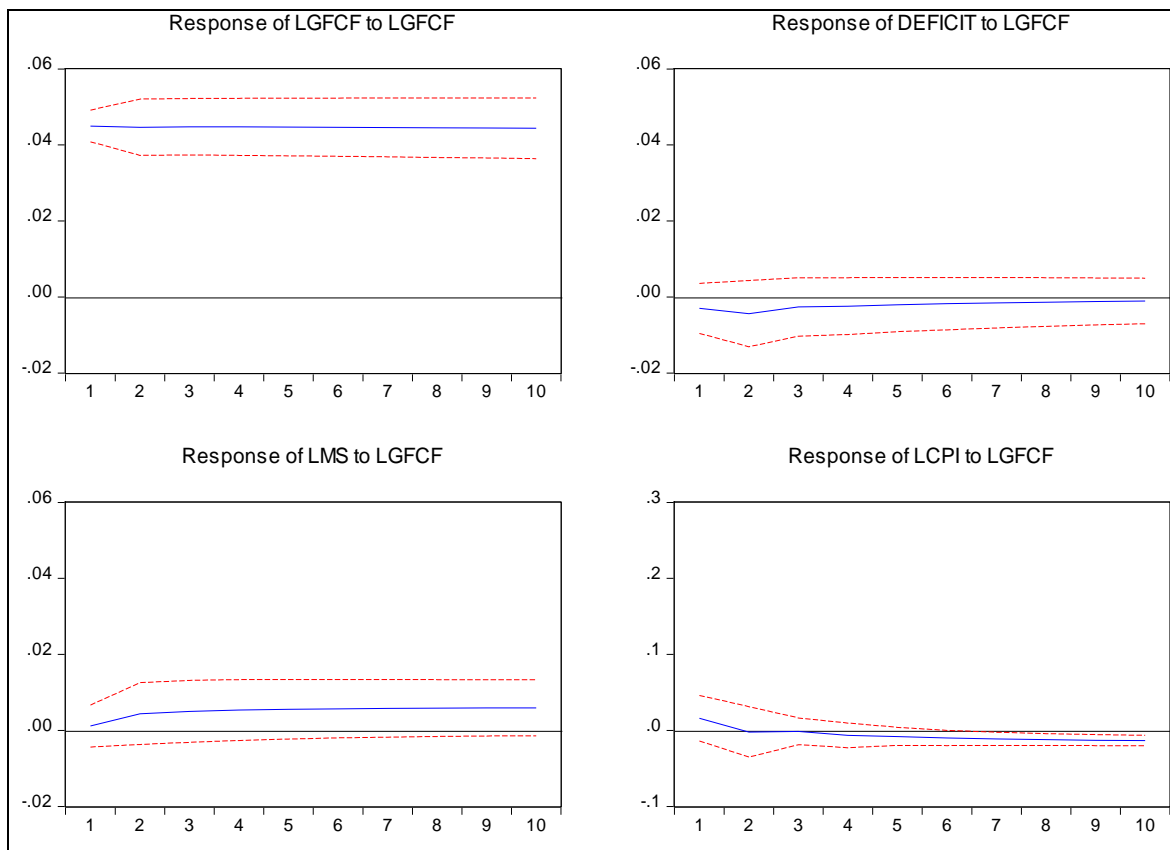 Response of LGFCF to LGFCF
.06
.04
.02
.00
-.02
1 2 3 4 5 6 7 8 9 10
Response of DEFICIT to LGFCF
.06
.04
.02
.00
-.02
1 2 3 4 5 6 7 8 9 10
Response of LMS to LGFCF
.06
.04
.02
.00
-.02
1 2 3 4 5 6 7 8 9 10
Response of LCPI to LGFCF
.3
.2
.1
.0
-.1
1 2 3 4 5 6 7 8 9 10